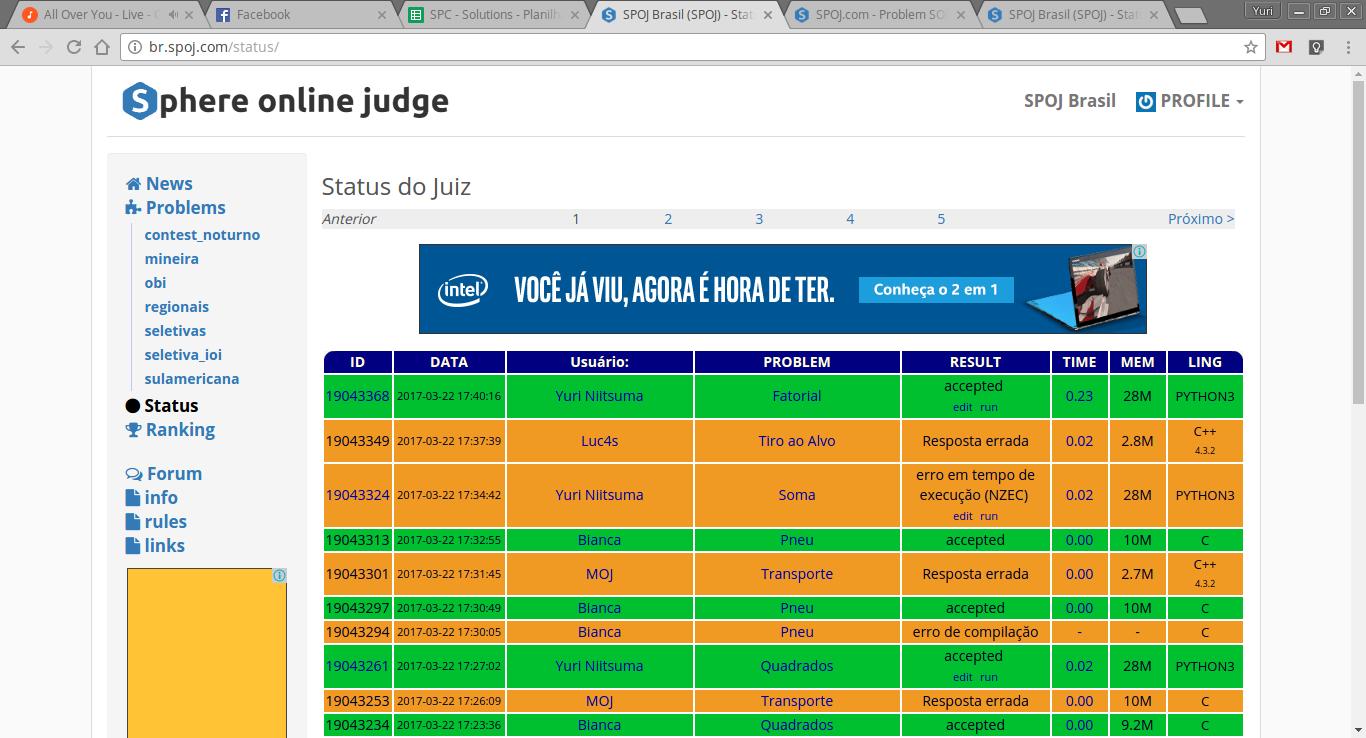 All Over You - Live -
Facebook
SPC - Solutions - Planilh
SPOJ Brasil (SPOJ) - Stat
SPOJ.com - Problem SO
SPOJ Brasil (SPOJ) - Stat
Yuri
br.spoj.com/status/
Sphere online judge
SPOJ Brasil
PROFILE
News
Problems
contest_noturno
mineira
obi
regionais
seletivas
seletiva_ioi
sulamericana
Status
Ranking
Forum
info
rules
links
Status do Juiz
Anterior 1 2 3 4 5 Próximo >
intel VOCÊ JÁ VIU, AGORA É HORA DE TER. Conheça o 2 em 1
ID DATA Usuário: PROBLEM RESULT TIME MEM LING
19043368 2017-03-22 17:40:16 Yuri Niitsuma Fatorial accepted edit run 0.23 28M PYTHON3
19043349 2017-03-22 17:37:39 Luc4s Tiro ao Alvo Resposta errada 0.02 2.8M C++ 4.3.2
19043324 2017-03-22 17:34:42 Yuri Niitsuma Soma erro em tempo de execução (NZEC) edit run 0.02 28M PYTHON3
19043313 2017-03-22 17:32:55 Bianca Pneu accepted 0.00 10M C
19043301 2017-03-22 17:31:45 MOJ Transporte Resposta errada 0.00 2.7M C++ 4.3.2
19043297 2017-03-22 17:30:49 Bianca Pneu accepted 0.00 10M C
19043294 2017-03-22 17:30:05 Bianca Pneu erro de compilação - - C
19043261 2017-03-22 17:27:02 Yuri Niitsuma Quadrados accepted edit run 0.02 28M PYTHON3
19043253 2017-03-22 17:26:09 MOJ Transporte Resposta errada 0.00 10M C
19043234 2017-03-22 17:23:36 Bianca Quadrados accepted 0.00 9.2M C